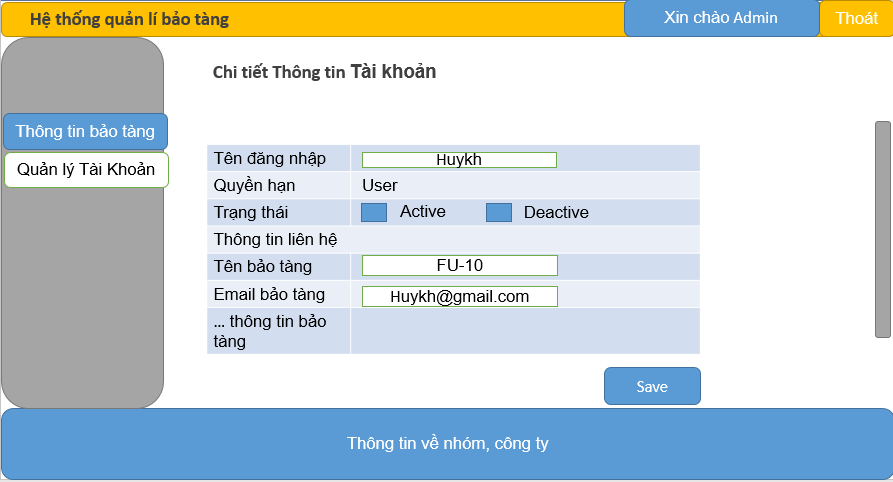 Hệ thống quản lí bảo tàng
Xin chào Admin
Thoát
Chi tiết Thông tin Tài khoản
Thông tin bảo tàng
Quản lý Tài Khoản
Tên đăng nhập
Huykh
Quyền hạn
User
Trạng thái
Active
Deactive
Thông tin liên hệ
Tên bảo tàng
FU-10
Email bảo tàng
Huykh@gmail.com
... thông tin bảo
tàng
Save
Thông tin về nhóm, công ty